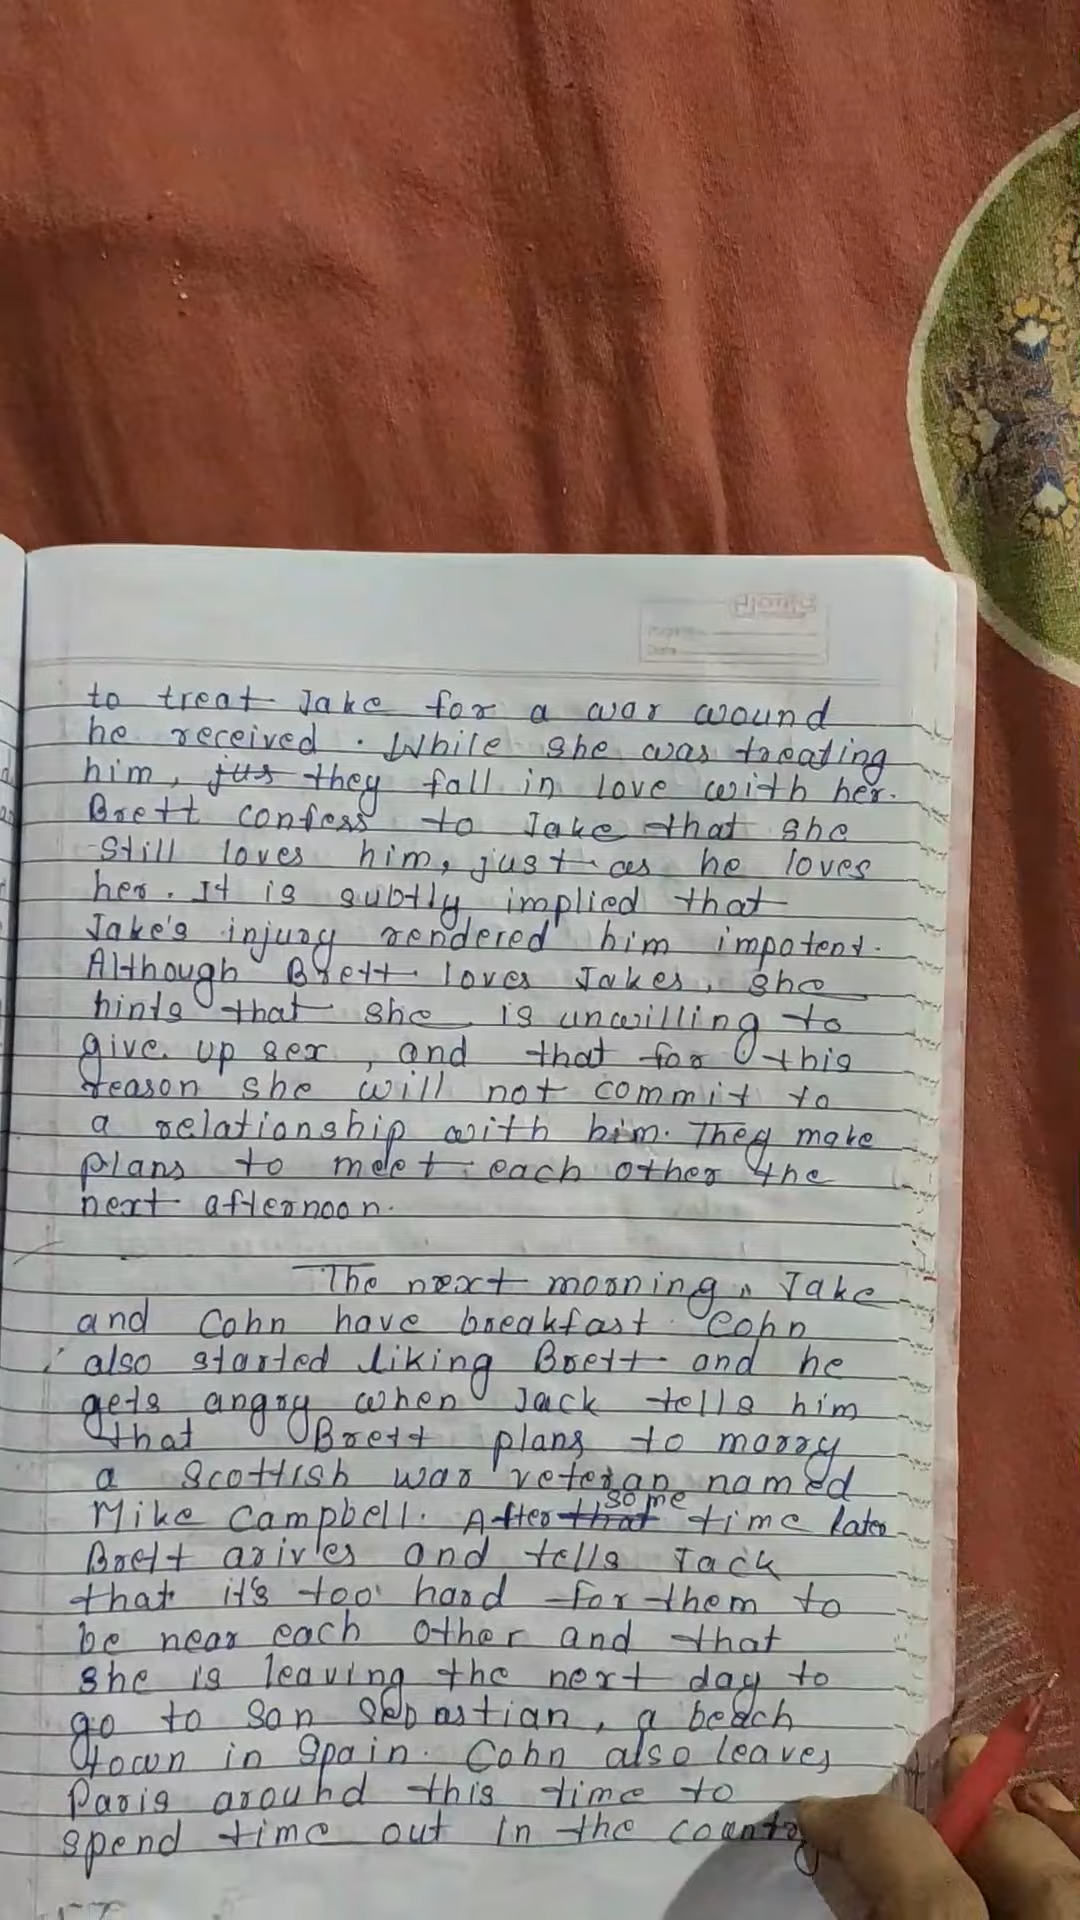 to treat Jake for a war wound
he received. While she was treating
him, jus they fall in love with her.
Brett confess to Jake that she
still loves him, just as he loves
her. It is subtly implied that
Jake's injury rendered him impotent.
Although Brett loves Jakes, she
hints that she is unwilling to
give up sex, and that for this
reason she will not commit to
a relationship with him. They make
plans to meet each other the
next afternoon.
The next morning, Jake
and Cohn have breakfast. Cohn
also started liking Brett and he
gets angry when Jack tells him
that Brett plans to marry
a Scottish war veteran named
Mike Campbell. After that some time later
Brett arives and tells Jack
that it's too hard for them to
be near each other and that
she is leaving the next day to
go to San Sebastian, a beach
town in Spain. Cohn also leaves
Paris around this time to
spend time out in the country